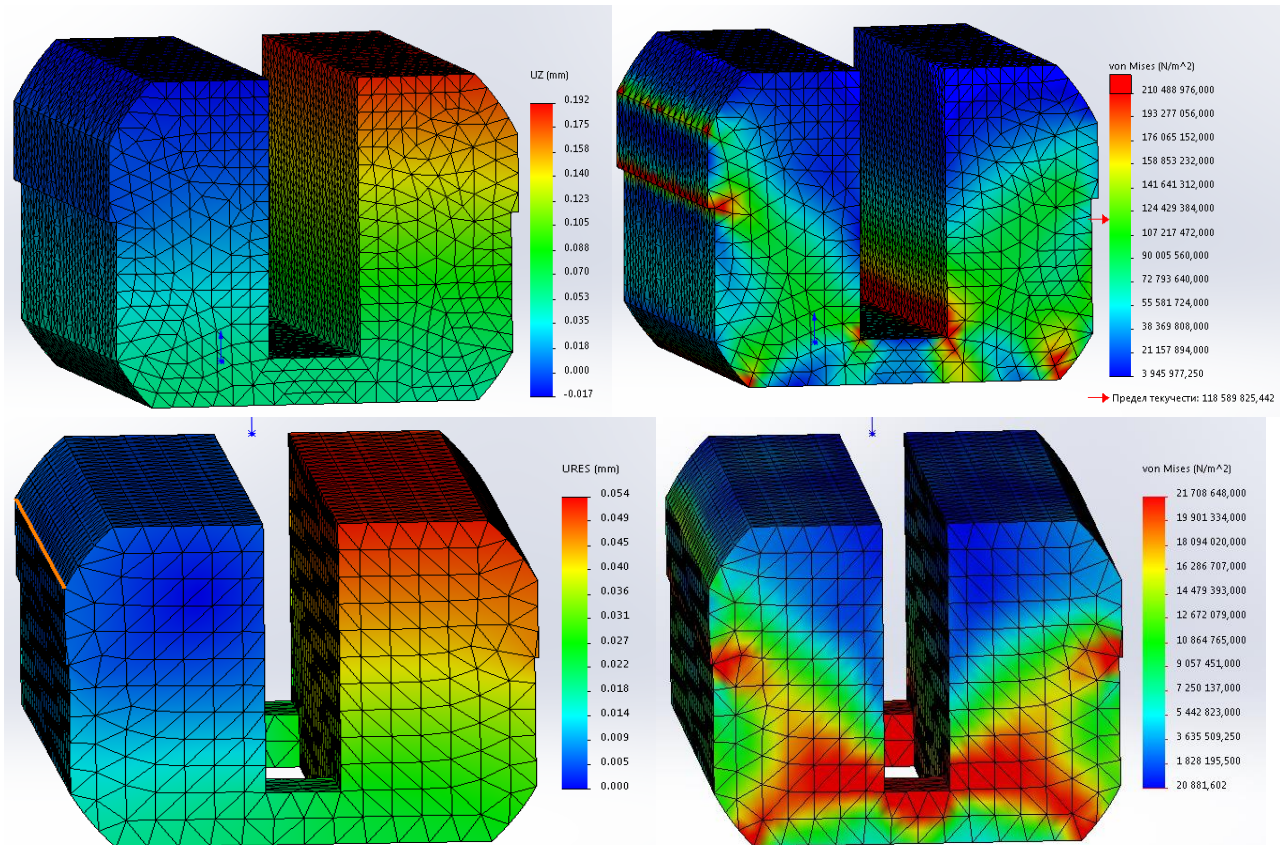 UZ (mm)
0.192
0.175
0.158
0.140
0.123
0.105
0.088
0.070
0.053
0.035
0.018
0.000
-0.017
von Mises (N/m^2)
210 488 976,000
193 277 056,000
176 065 152,000
158 853 232,000
141 641 312,000
124 429 384,000
107 217 472,000
90 005 560,000
72 793 640,000
55 581 724,000
38 369 808,000
21 157 894,000
3 945 977,250
Предел текучести: 118 589 825,442
URES (mm)
0.054
0.049
0.045
0.040
0.036
0.031
0.027
0.022
0.018
0.014
0.009
0.005
0.000
von Mises (N/m^2)
21 708 648,000
19 901 334,000
18 094 020,000
16 286 707,000
14 479 393,000
12 672 079,000
10 864 765,000
9 057 451,000
7 250 137,000
5 442 823,000
3 635 509,250
1 828 195,500
20 881,602